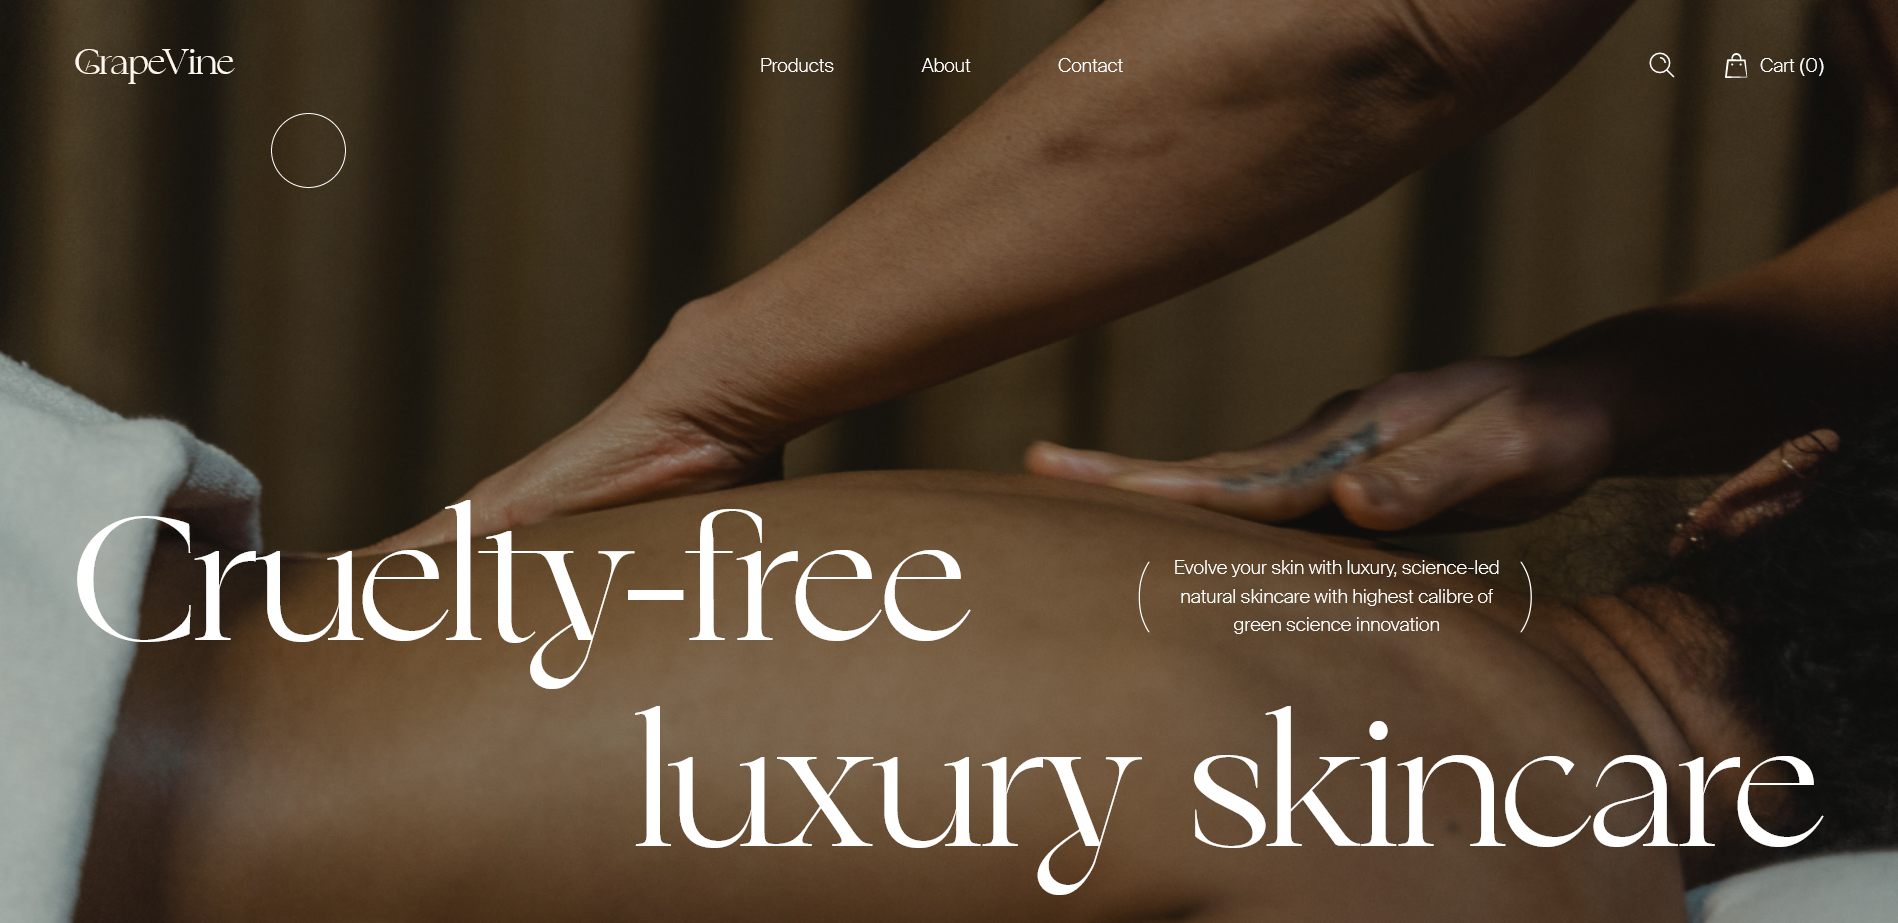 GrapeVine
Products
About
Contact
Cart (0)
Cruelty-free
Evolve your skin with luxury, science-led
natural skincare with highest calibre of
green science innovation
luxury skincare